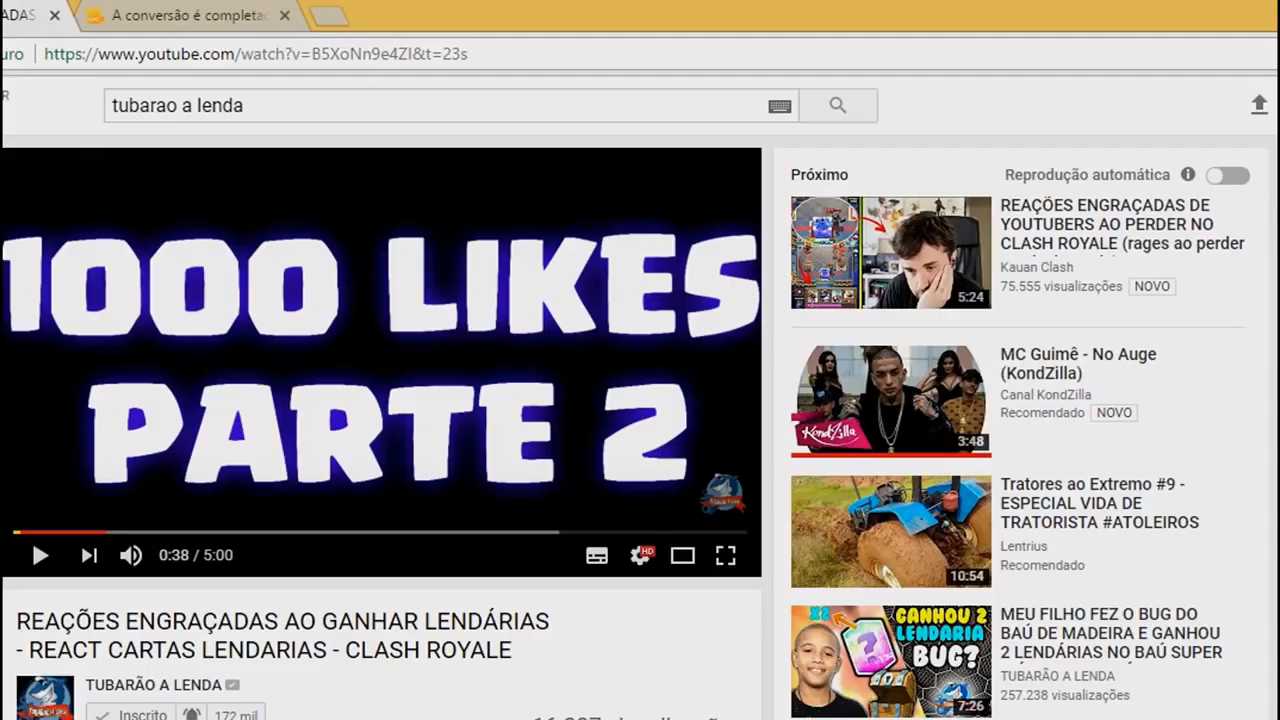 ADAS
A conversão é completa
uro
https://www.youtube.com/watch?v=B5XoNn9e4ZI&t=23s
R
tubarao a lenda
1000 LIKES
PARTE 2
0:38 / 5:00
HD
REAÇÕES ENGRAÇADAS AO GANHAR LENDÁRIAS
- REACT CARTAS LENDARIAS - CLASH ROYALE
TUBARÃO A LENDA
Inscrito
172 mil
Próximo
Reprodução automática
5:24
REAÇÕES ENGRAÇADAS DE
YOUTUBERS AO PERDER NO
CLASH ROYALE (rages ao perder
Kauan Clash
75.555 visualizações
NOVO
KondZilla
3:48
MC Guimê - No Auge
(KondZilla)
Canal KondZilla
Recomendado
NOVO
10:54
Tratores ao Extremo #9 -
ESPECIAL VIDA DE
TRATORISTA #ATOLEIROS
Lentrius
Recomendado
X2
GANHOU 2
LENDARIA
BUG?
7:26
MEU FILHO FEZ O BUG DO
BAÚ DE MADEIRA E GANHOU
2 LENDÁRIAS NO BAÚ SUPER
TUBARÃO A LENDA
257.238 visualizações